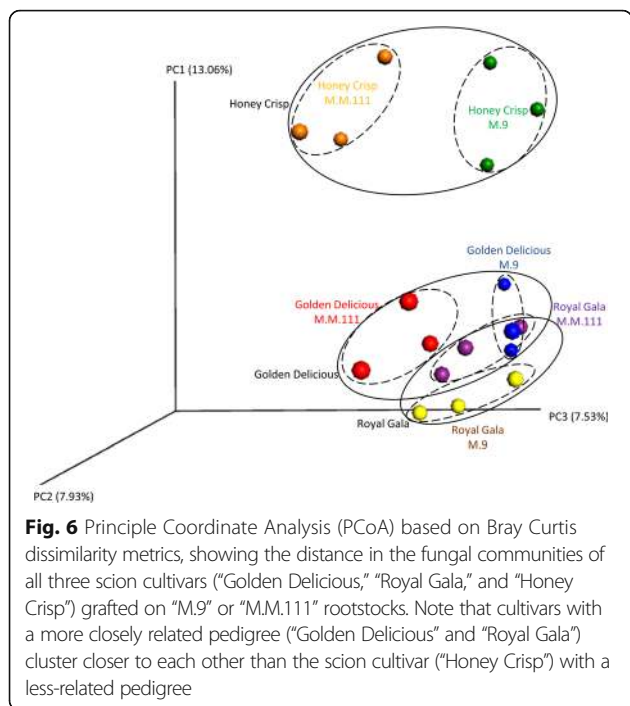 PC1 (13.06%)
Honey Crisp
M.M.111
Honey Crisp
Honey Crisp
M.9
Golden Delicious
M.9
Golden Delicious
M.M.111
Royal Gala
M.M.111
Golden Delicious
Royal Gala
Royal Gala
M.9
PC3 (7.53%)
PC2 (7.93%)
Fig. 6 Principle Coordinate Analysis (PCoA) based on Bray Curtis
dissimilarity metrics, showing the distance in the fungal communities of
all three scion cultivars (“Golden Delicious,” “Royal Gala,” and “Honey
Crisp”) grafted on “M.9” or “M.M.111” rootstocks. Note that cultivars with
a more closely related pedigree (“Golden Delicious” and “Royal Gala”)
cluster closer to each other than the scion cultivar (“Honey Crisp”) with a
less-related pedigree